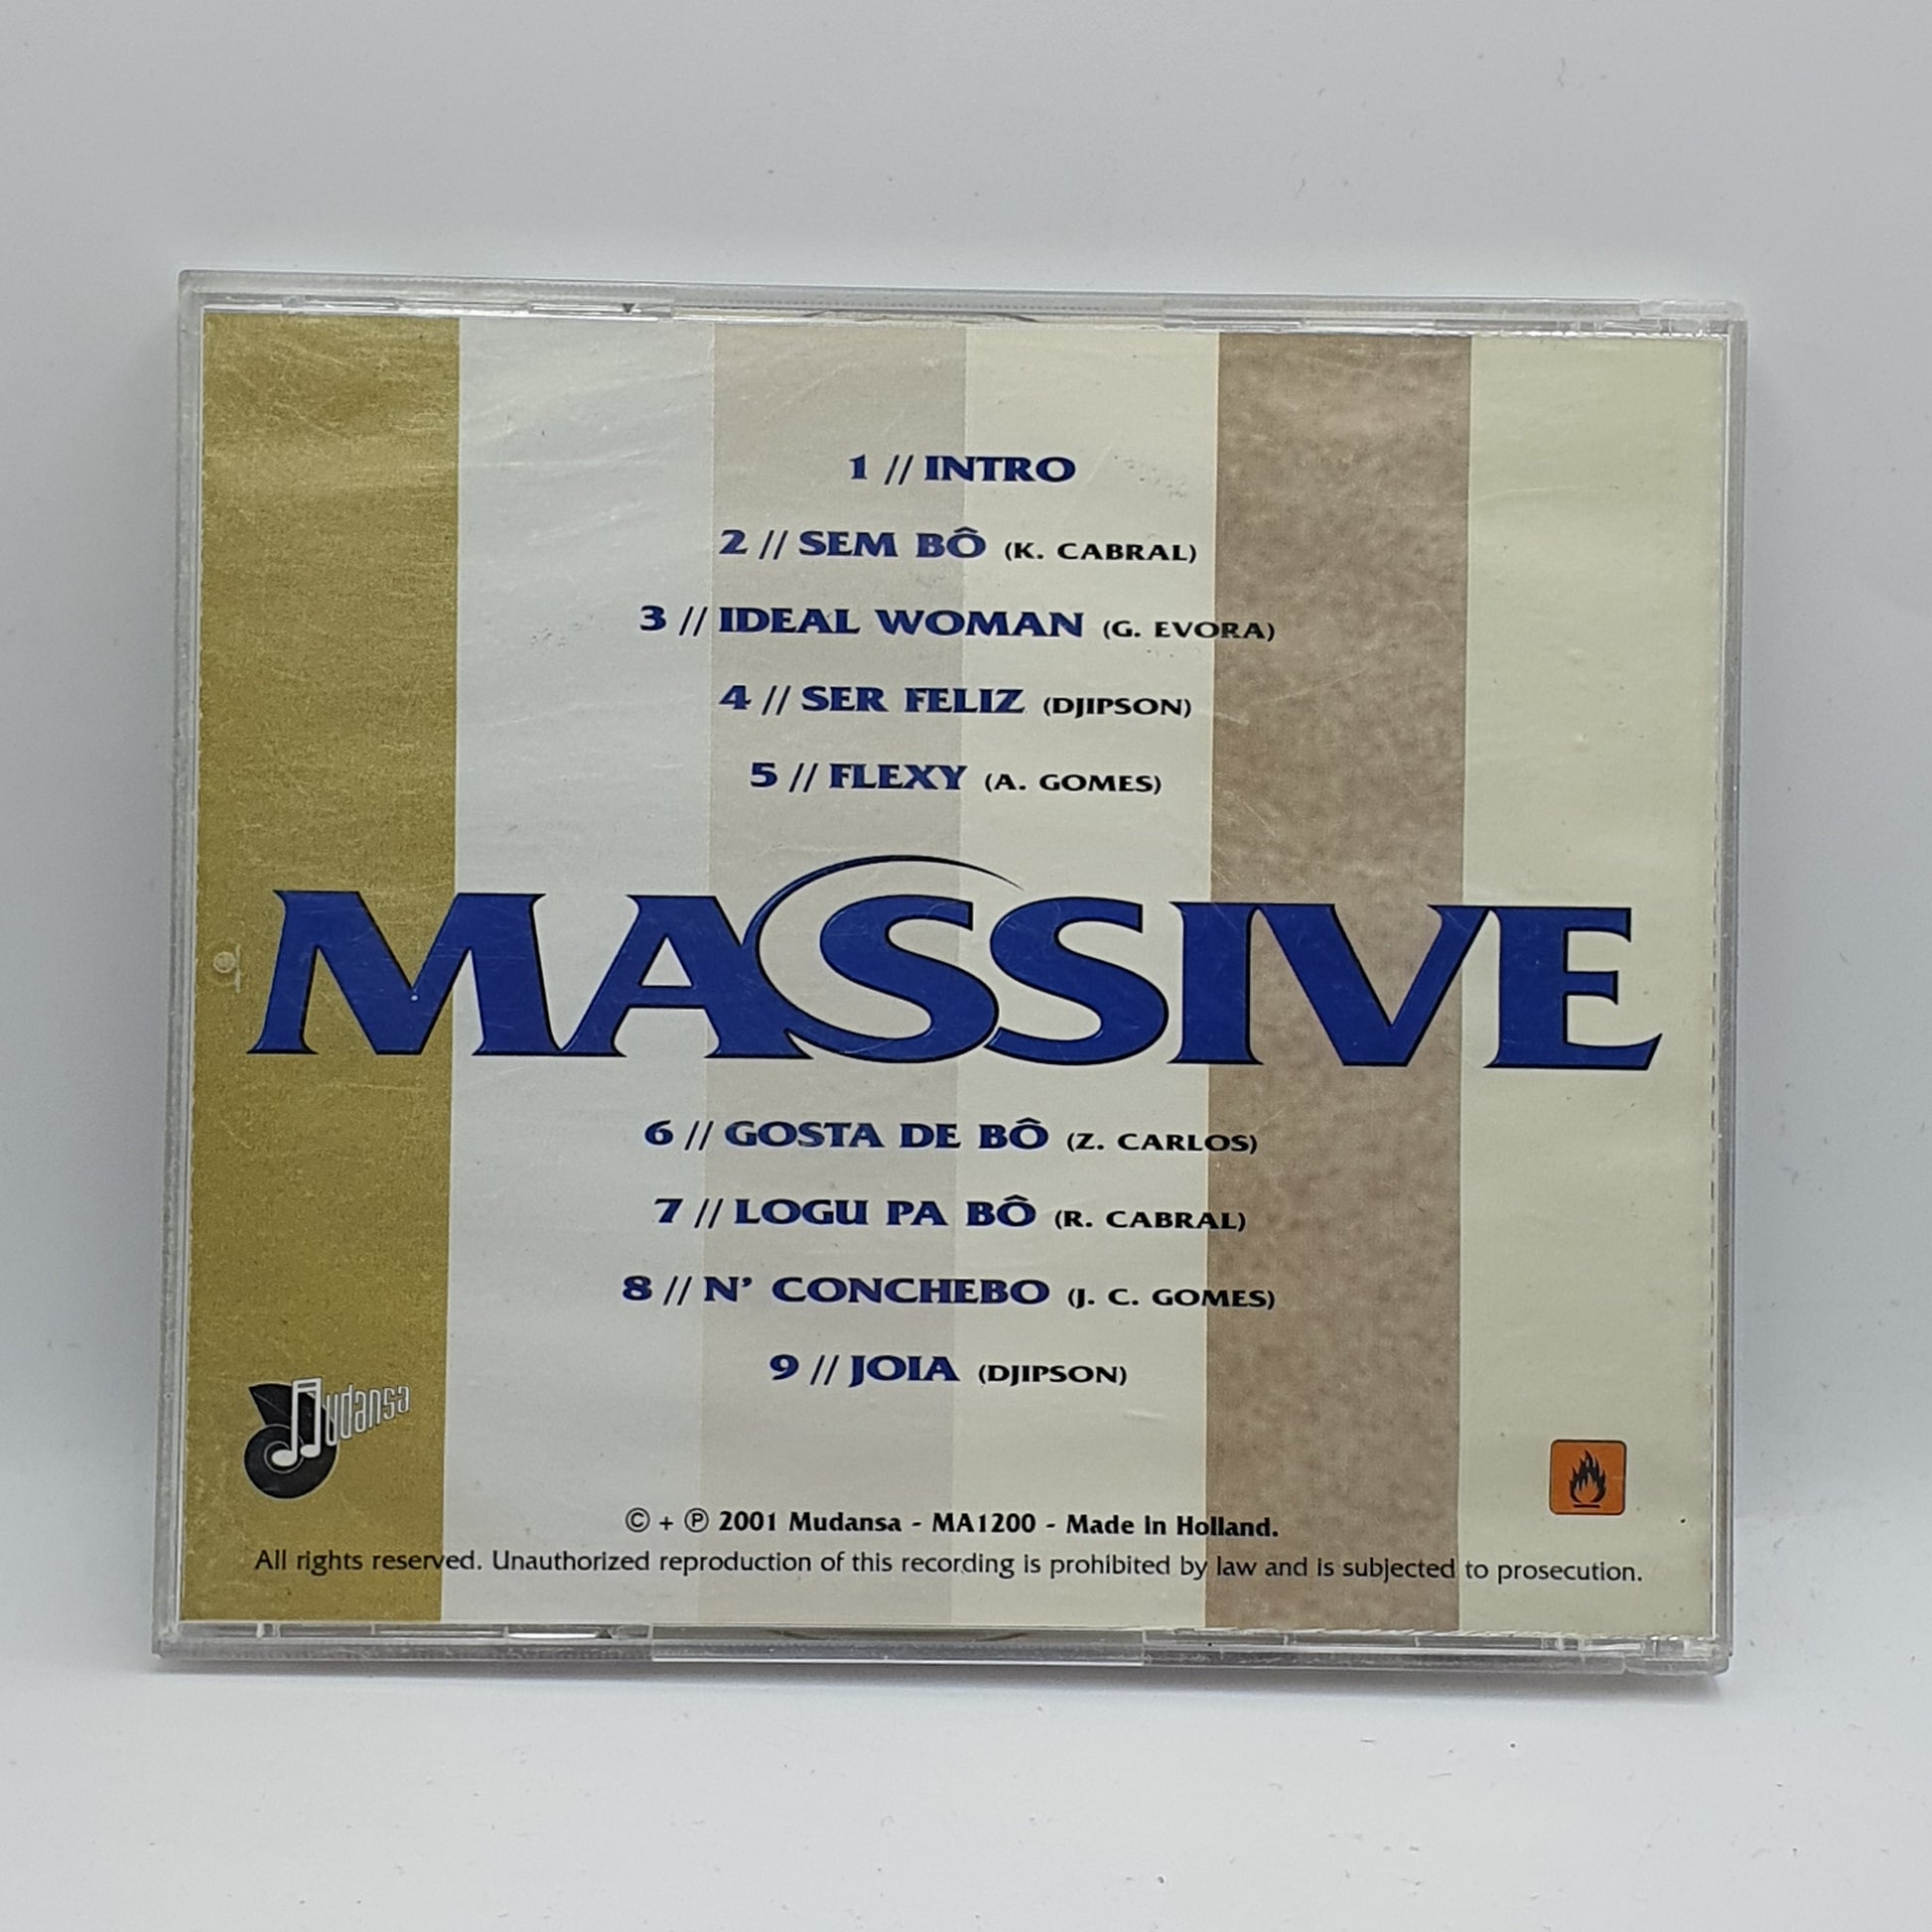 1 // INTRO
2 // SEM BÔ (K. CABRAL)
3 // IDEAL WOMAN (G. EVORA)
4 // SER FELIZ (DJIPSON)
5 // FLEXY (A. GOMES)
MASSIVE
6 // GOSTA DE BÔ (Z. CARLOS)
7 // LOGU PA BÔ (R. CABRAL)
8 // N' CONCHEBO (J. C. GOMES)
9 // JOIA (DJIPSON)
Mudansa
© + ℗ 2001 Mudansa - MA1200 - Made in Holland.
All rights reserved. Unauthorized reproduction of this recording is prohibited by law and is subjected to prosecution.